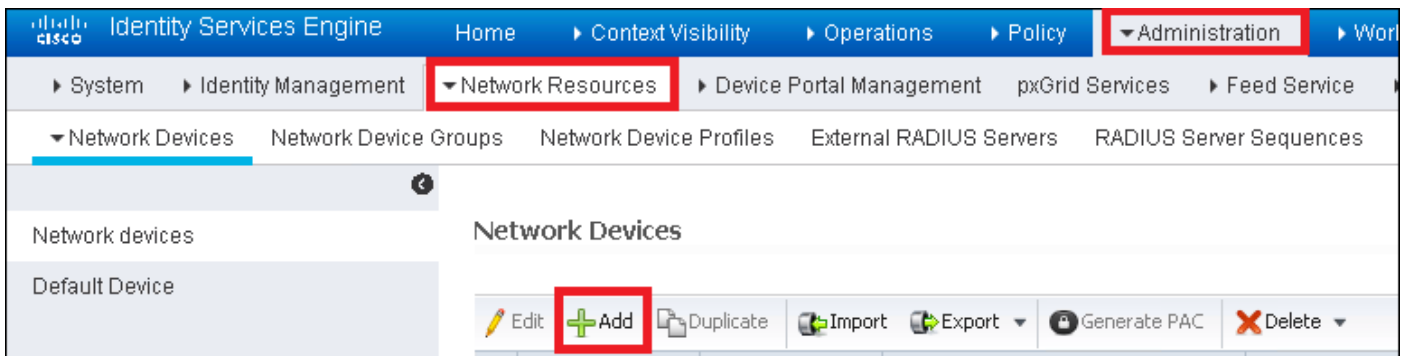 cisco Identity Services Engine Home Context Visibility Operations Policy Administration Wor
System Identity Management Network Resources Device Portal Management pxGrid Services Feed Service
Network Devices Network Device Groups Network Device Profiles External RADIUS Servers RADIUS Server Sequences
Network devices
Default Device
Network Devices
Edit Add Duplicate Import Export Generate PAC Delete